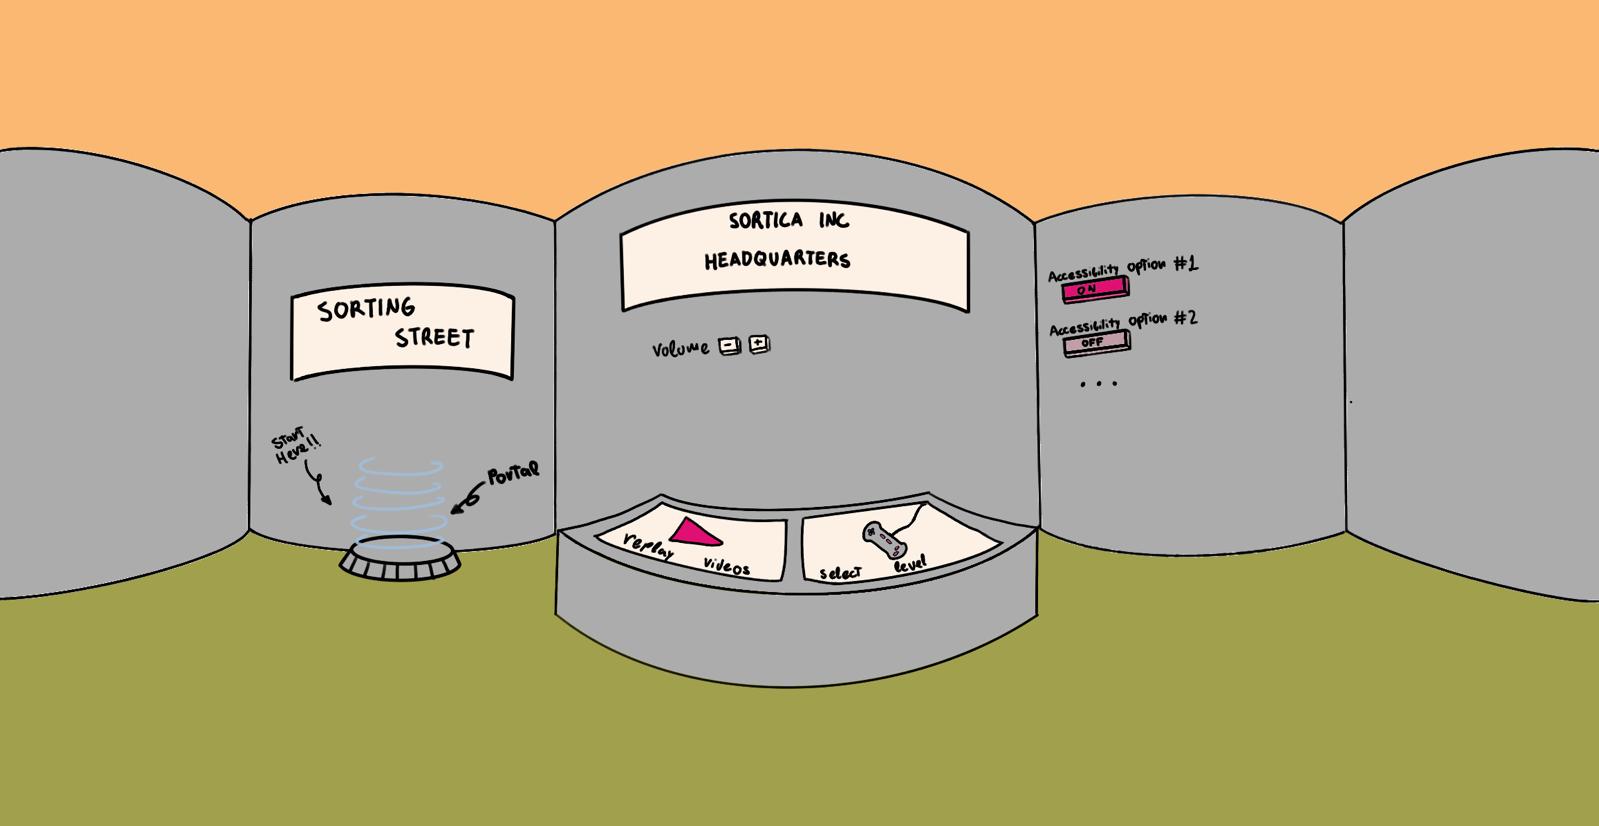 SORTICA INC
HEADQUARTERS
SORTING
STREET
Volume - +
Accessibility option #1
ON
Accessibility option #2
OFF
...
Start
Here!!
Portal
replay videos
select level